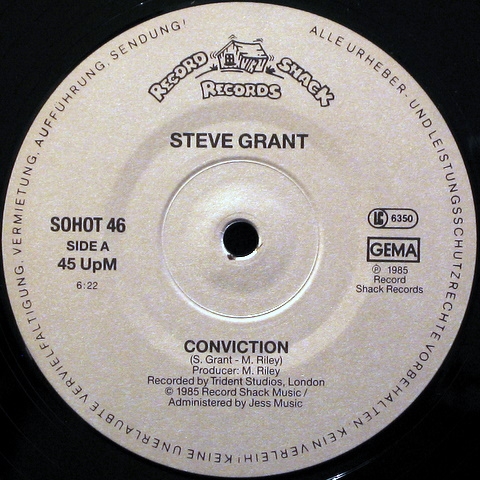 ALLE URHEBER- UND LEISTUNGSSCHUTZRECHTE VORBEHALTEN. KEIN VERLEIH! KEINE UNERLAUBTE VERVIELFÄLTIGUNG, VERMIETUNG, AUFFÜHRUNG, SENDUNG!
RECORD SHACK
RECORDS
STEVE GRANT
SOHOT 46
SIDE A
45 UpM
6:22
LC 6350
GEMA
℗ 1985
Record
Shack Records
CONVICTION
(S. Grant - M. Riley)
Producer: M. Riley
Recorded by Trident Studios, London
© 1985 Record Shack Music /
Administered by Jess Music